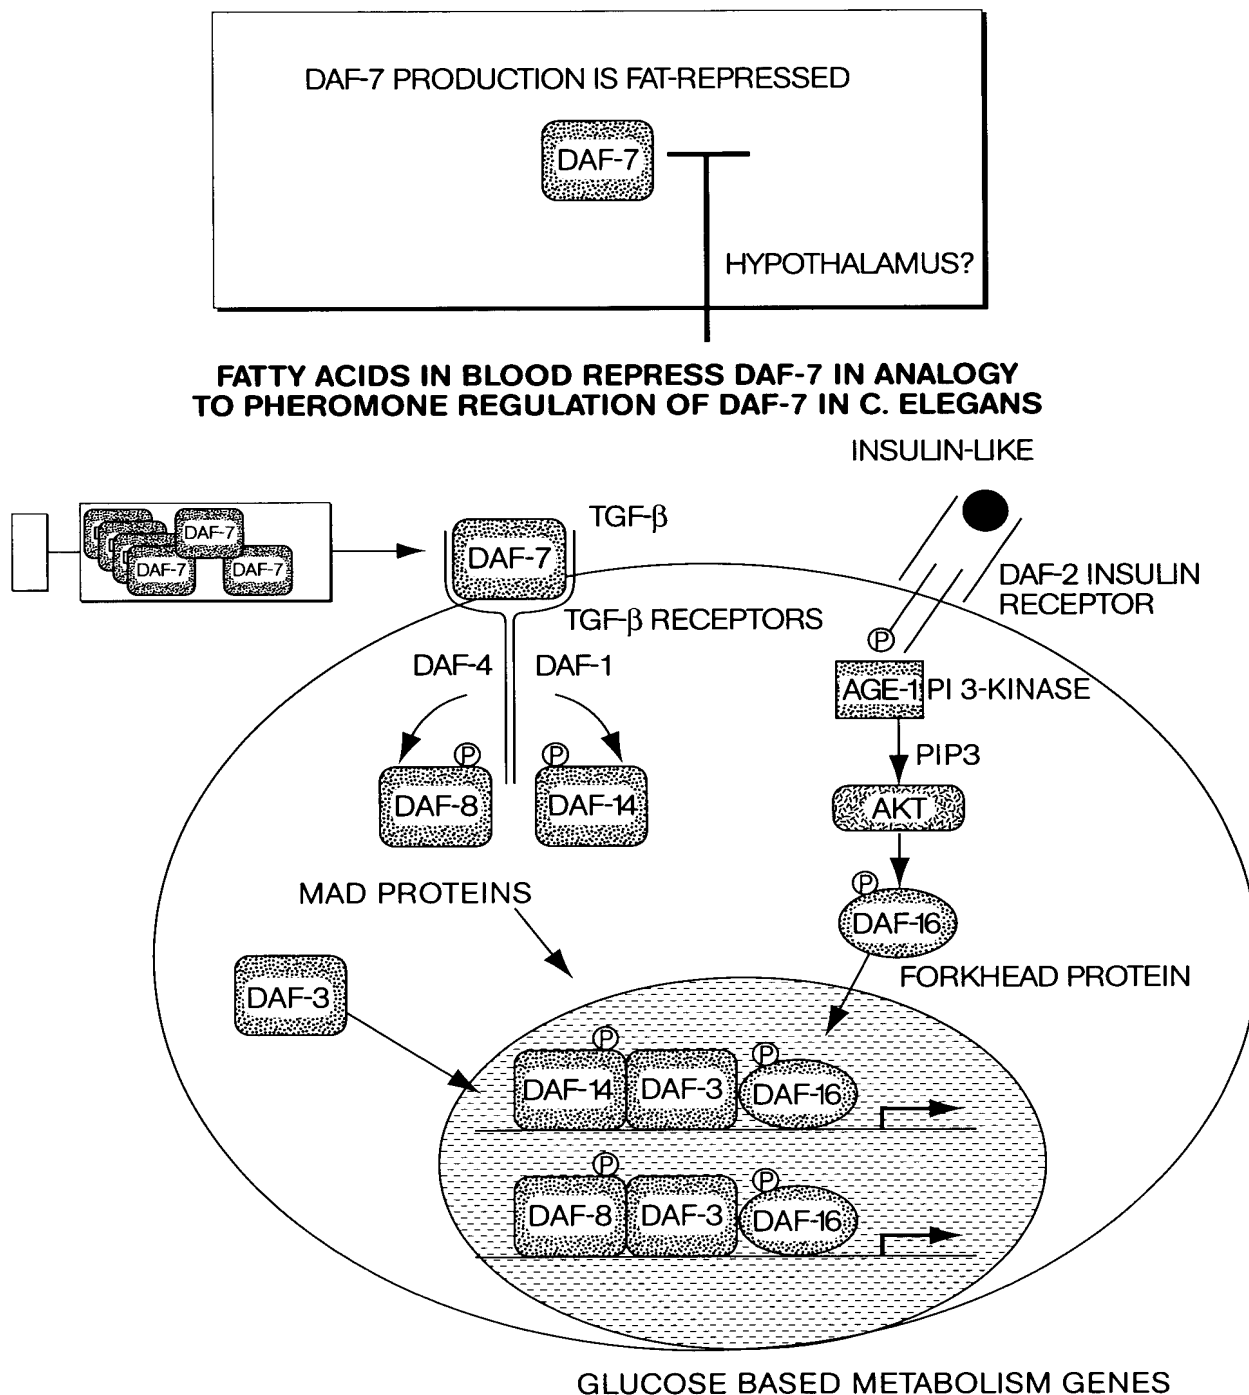 DAF-7 PRODUCTION IS FAT-REPRESSED
DAF-7
HYPOTHALAMUS?
FATTY ACIDS IN BLOOD REPRESS DAF-7 IN ANALOGY
TO PHEROMONE REGULATION OF DAF-7 IN C. ELEGANS
INSULIN-LIKE
DAF-7
DAF-7
DAF-7
TGF-β
DAF-7
DAF-2 INSULIN
RECEPTOR
TGF-β RECEPTORS
DAF-4
DAF-1
P
AGE-1 PI 3-KINASE
PIP3
P
DAF-8
P
DAF-14
AKT
MAD PROTEINS
P
DAF-16
FORKHEAD PROTEIN
DAF-3
P
DAF-14
DAF-3
P
DAF-16
P
DAF-8
DAF-3
P
DAF-16
GLUCOSE BASED METABOLISM GENES